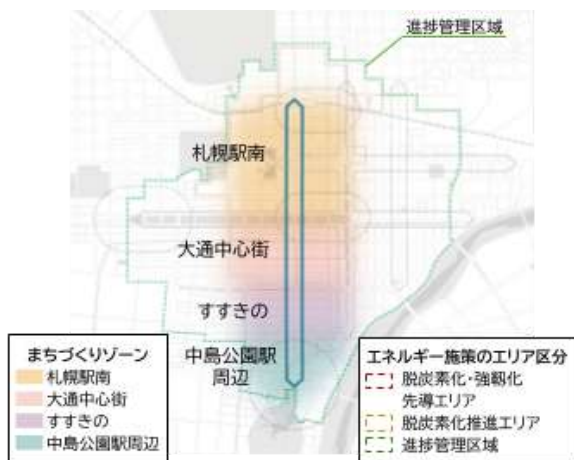 進捗管理区域
札幌駅南
大通中心街
すすきの
中島公園駅
周辺
まちづくりゾーン
札幌駅南
大通中心街
すすきの
中島公園駅周辺
エネルギー施策のエリア区分
脱炭素化・強靱化
先導エリア
脱炭素化推進エリア
進捗管理区域